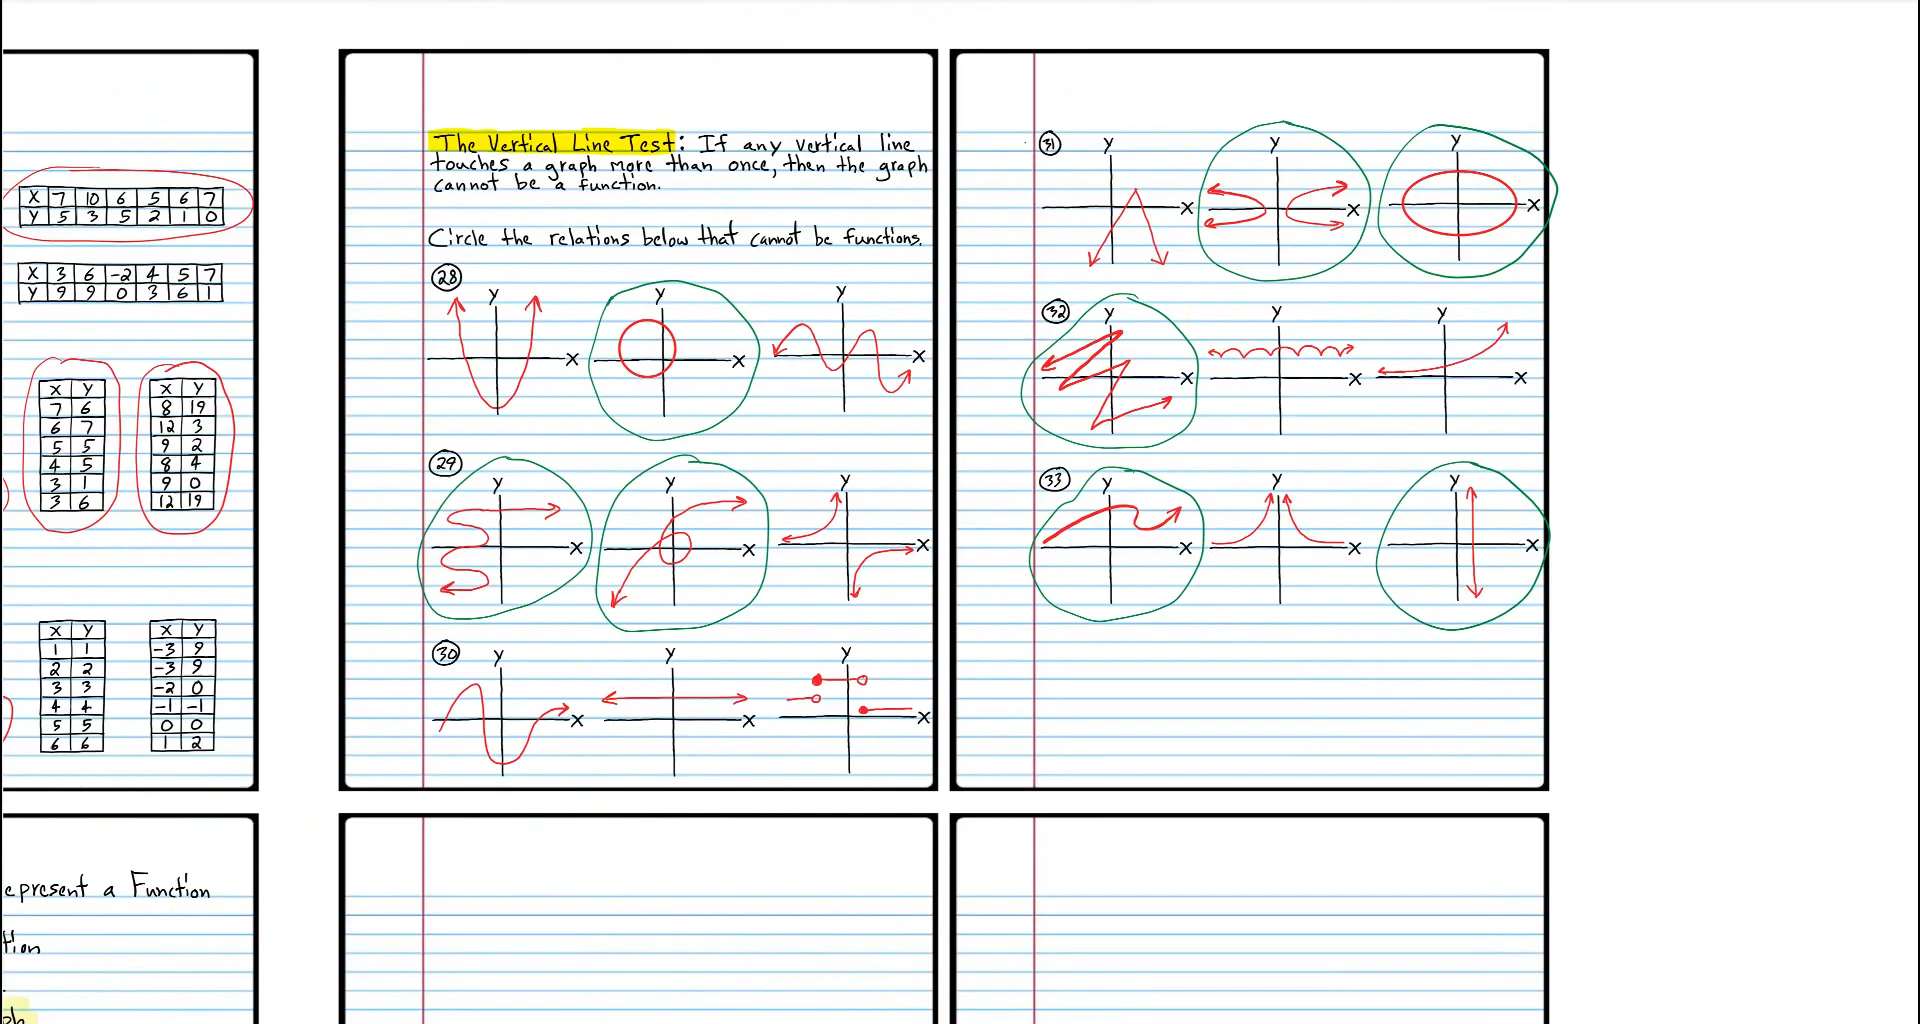 X 7 10 6 5 6 7
Y 5 3 5 2 1 0
X 3 6 -2 4 5 7
Y 9 9 0 3 6 1
X Y
7 6
6 7
5 5
4 5
3 1
3 6
X Y
8 19
12 3
9 2
8 4
9 0
12 19
X Y
1 1
2 2
3 3
4 4
5 5
6 6
X Y
-3 9
-3 9
-2 0
-1 -1
0 0
1 2
The Vertical Line Test: If any vertical line
touches a graph more than once, then the graph
cannot be a function.
Circle the relations below that cannot be functions.
28
Y Y Y
X X X
29
Y Y Y
X X X
30
Y Y Y
X X X
31
Y Y Y
X X X
32
Y Y Y
X X X
33
Y Y Y
X X X
epresent a Function
tion
ph